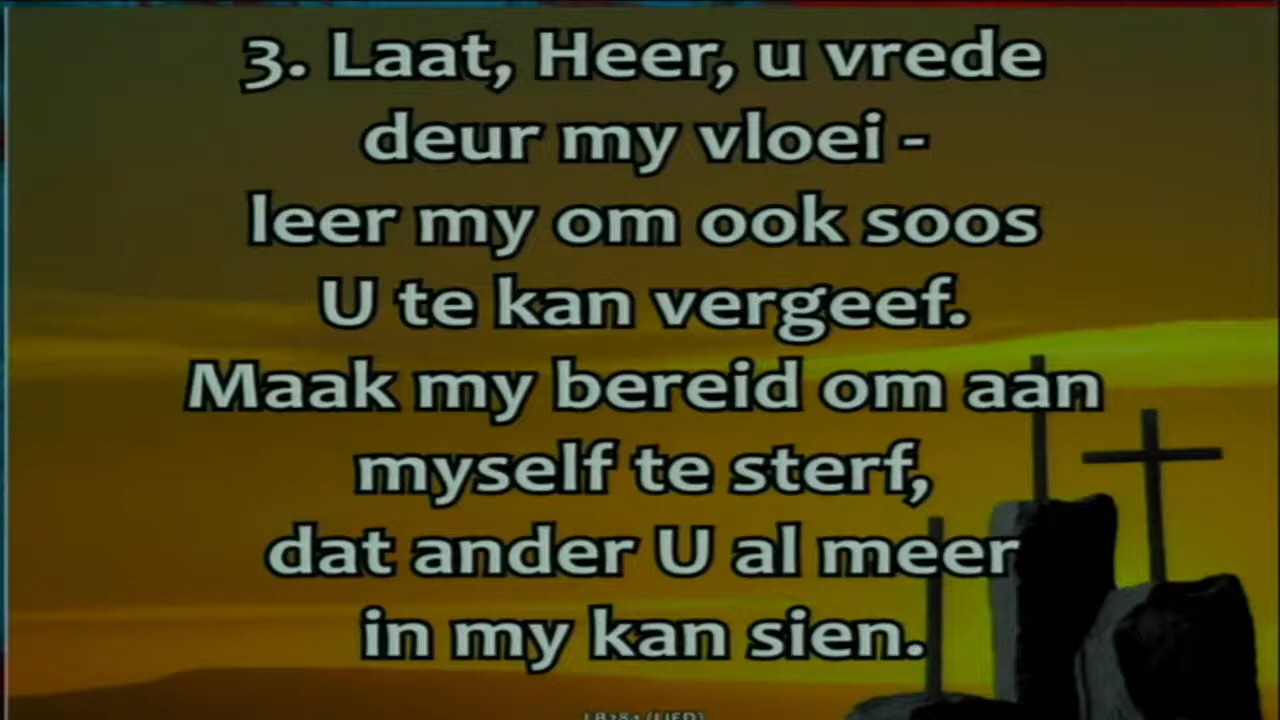 3. Laat, Heer, u vrede
deur my vloei -
leer my om ook soos
U te kan vergeef.
Maak my bereid om aan
myself te sterf,
dat ander U al meer
in my kan sien.